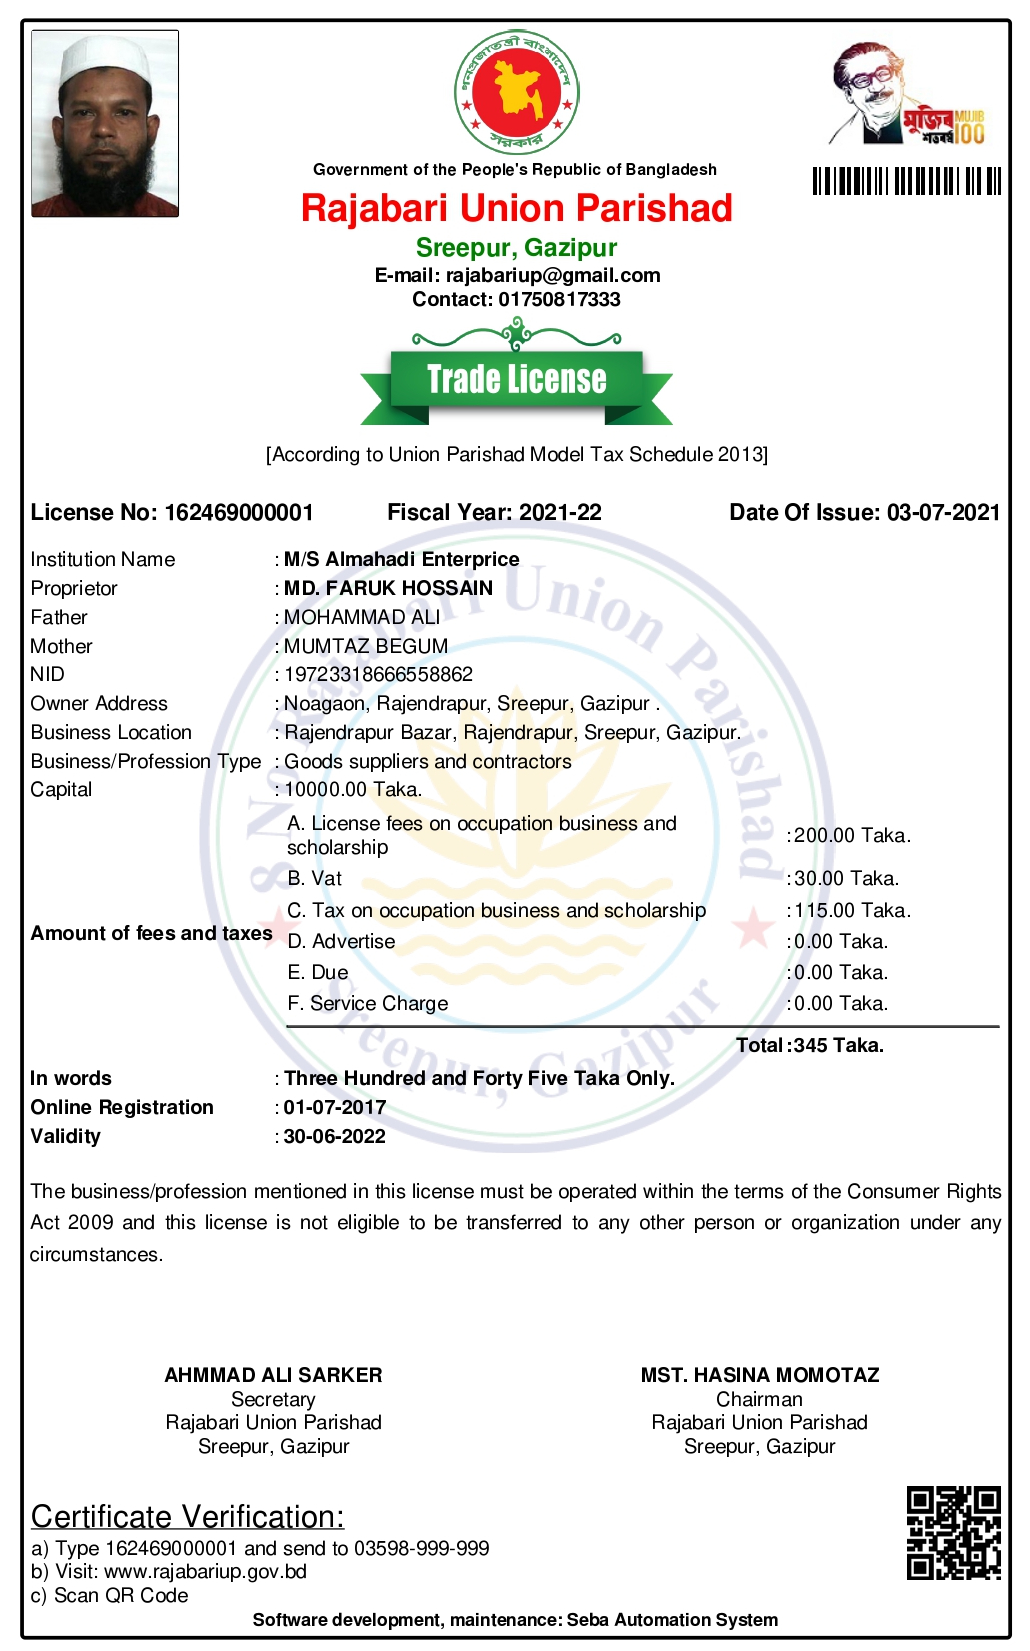 গণপ্রজাতন্ত্রী বাংলাদেশ
সরকার
মুজিব
শতবর্ষ
MUJIB
100
Government of the People's Republic of Bangladesh
Rajabari Union Parishad
Sreepur, Gazipur
E-mail: rajabariup@gmail.com
Contact: 01750817333
Trade License
[According to Union Parishad Model Tax Schedule 2013]
License No: 162469000001 Fiscal Year: 2021-22 Date Of Issue: 03-07-2021
Institution Name : M/S Almahadi Enterprice
Proprietor : MD. FARUK HOSSAIN
Father : MOHAMMAD ALI
Mother : MUMTAZ BEGUM
NID : 19723318666558862
Owner Address : Noagaon, Rajendrapur, Sreepur, Gazipur .
Business Location : Rajendrapur Bazar, Rajendrapur, Sreepur, Gazipur.
Business/Profession Type : Goods suppliers and contractors
Capital : 10000.00 Taka.
Amount of fees and taxes
A. License fees on occupation business and
scholarship : 200.00 Taka.
B. Vat : 30.00 Taka.
C. Tax on occupation business and scholarship : 115.00 Taka.
D. Advertise : 0.00 Taka.
E. Due : 0.00 Taka.
F. Service Charge : 0.00 Taka.
Total : 345 Taka.
In words : Three Hundred and Forty Five Taka Only.
Online Registration : 01-07-2017
Validity : 30-06-2022
8 No Rajabari Union Parishad
Sreepur, Gazipur
The business/profession mentioned in this license must be operated within the terms of the Consumer Rights
Act 2009 and this license is not eligible to be transferred to any other person or organization under any
circumstances.
AHMMAD ALI SARKER
Secretary
Rajabari Union Parishad
Sreepur, Gazipur
MST. HASINA MOMOTAZ
Chairman
Rajabari Union Parishad
Sreepur, Gazipur
Certificate Verification:
a) Type 162469000001 and send to 03598-999-999
b) Visit: www.rajabariup.gov.bd
c) Scan QR Code
Software development, maintenance: Seba Automation System